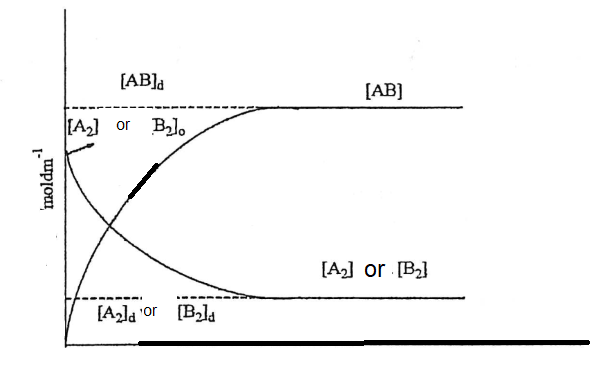 [AB]d
[AB]
[A2] or B2]o
moldm-1
[A2] or [B2]
[A2]d or [B2]d